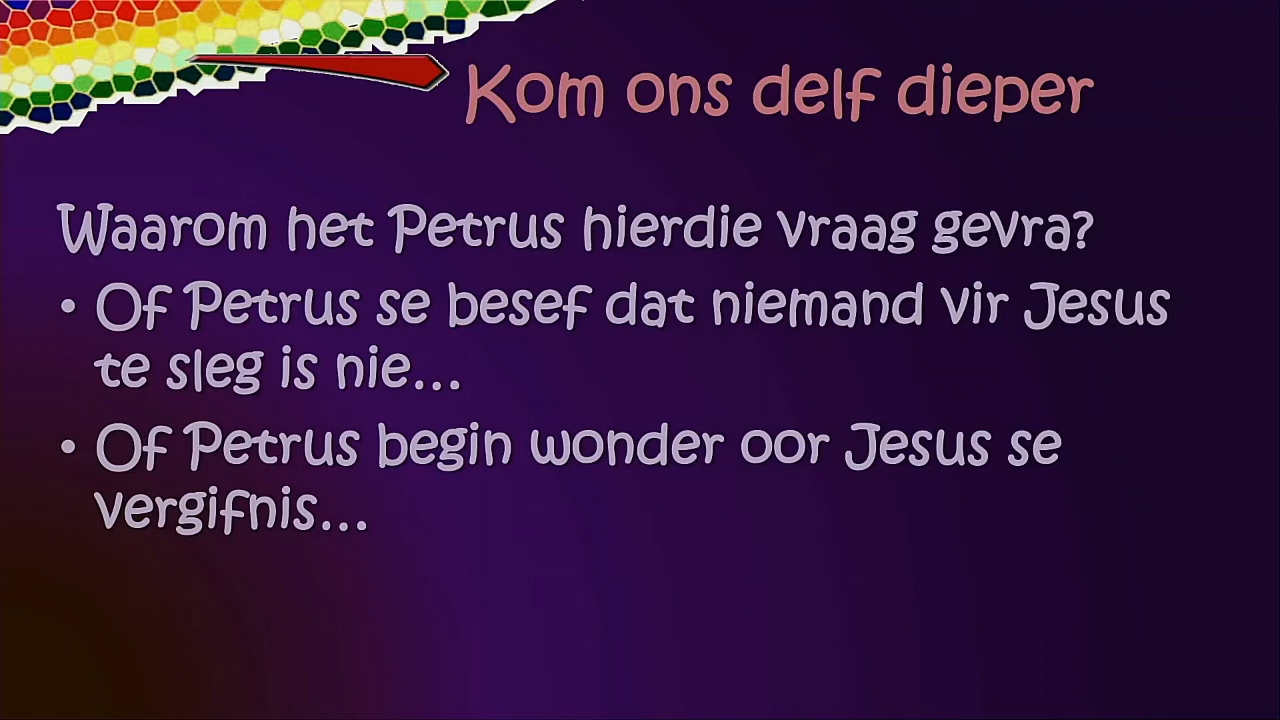 Kom ons delf dieper
Waarom het Petrus hierdie vraag gevra?
• Of Petrus se besef dat niemand vir Jesus
te sleg is nie...
• Of Petrus begin wonder oor Jesus se
vergifnis...